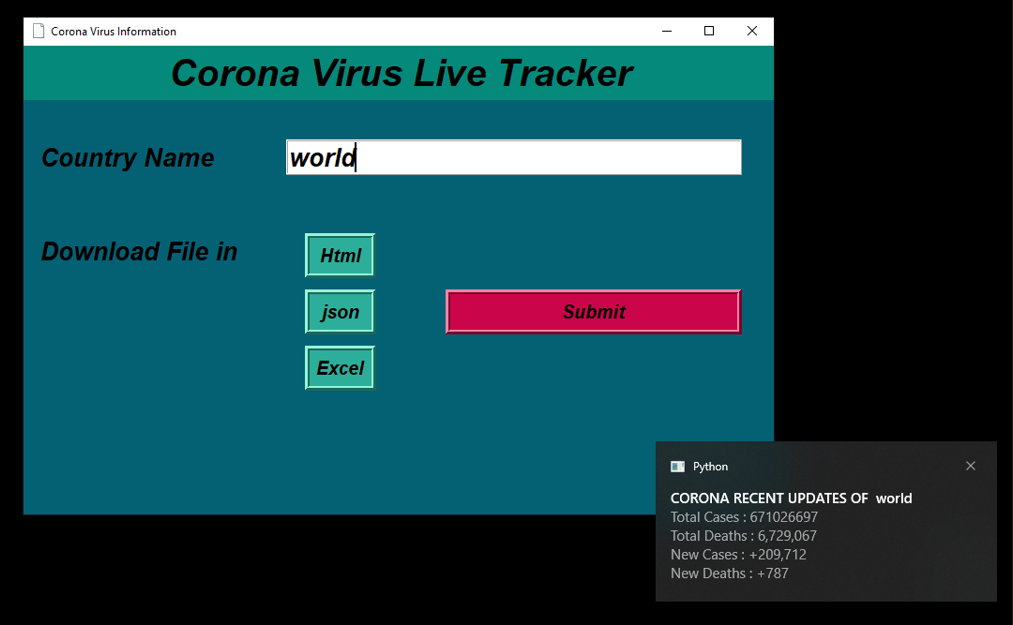 Corona Virus Information
Corona Virus Live Tracker
Country Name
world
Download File in
Html
json
Submit
Excel
Python
CORONA RECENT UPDATES OF  world
Total Cases : 671026697
Total Deaths : 6,729,067
New Cases : +209,712
New Deaths : +787